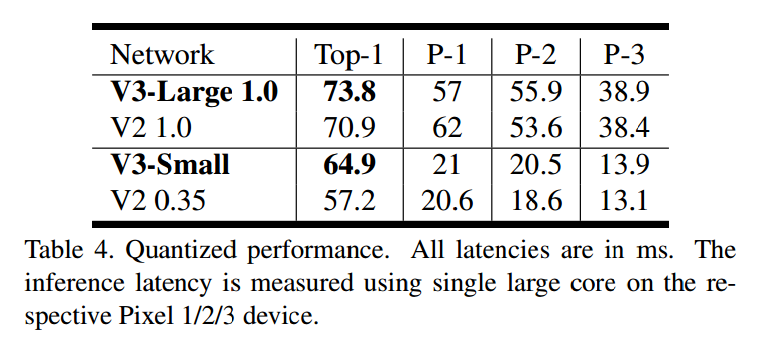 Network Top-1 P-1 P-2 P-3
V3-Large 1.0 73.8 57 55.9 38.9
V2 1.0 70.9 62 53.6 38.4
V3-Small 64.9 21 20.5 13.9
V2 0.35 57.2 20.6 18.6 13.1
Table 4. Quantized performance. All latencies are in ms. The
inference latency is measured using single large core on the re-
spective Pixel 1/2/3 device.